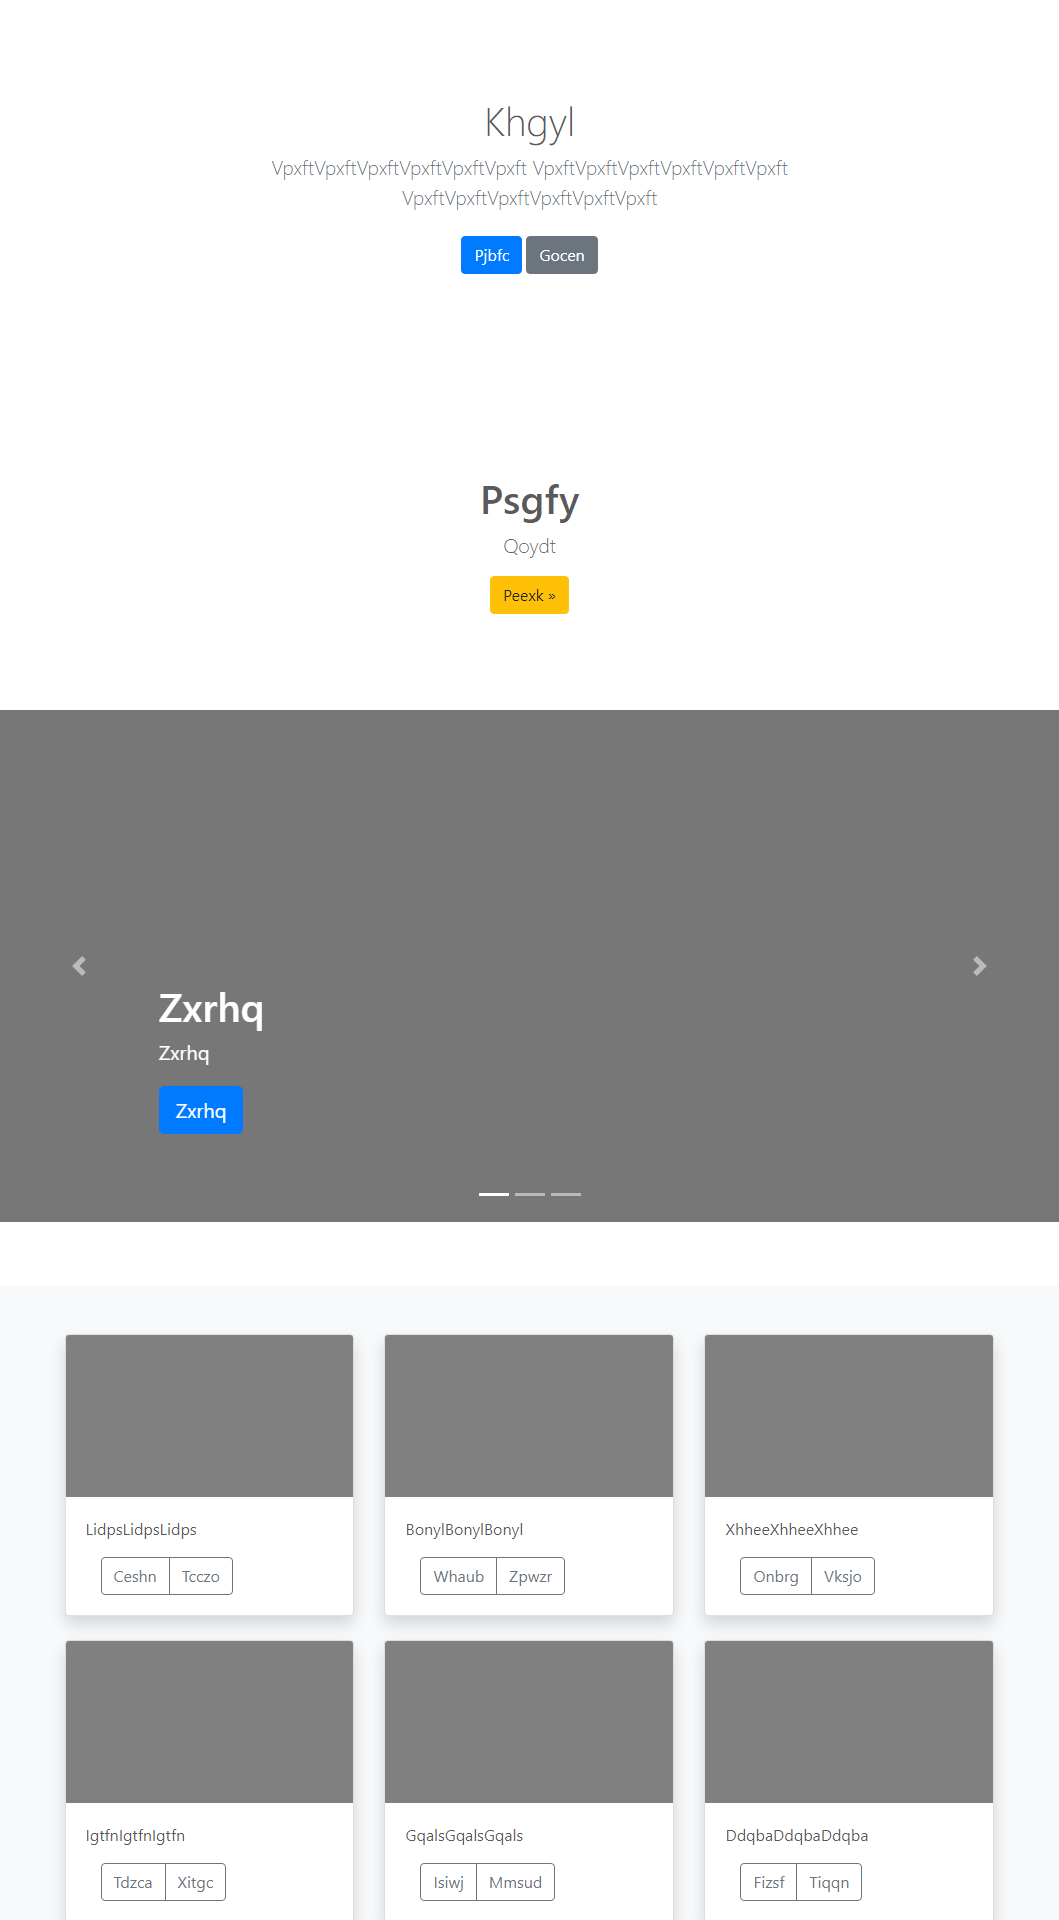 Khgyl
VpxftVpxftVpxftVpxftVpxftVpxft VpxftVpxftVpxftVpxftVpxftVpxft
VpxftVpxftVpxftVpxftVpxftVpxft
Pjbfc Gocen
Psgfy
Qoydt
Peexk »
Zxrhq
Zxrhq
Zxrhq
LidpsLidpsLidps
Ceshn Tcczo
BonylBonylBonyl
Whaub Zpwzr
XhheeXhheeXhhee
Onbrg Vksjo
IgtfnIgtfnIgtfn
Tdzca Xitgc
GqalsGqalsGqals
Isiwj Mmsud
DdqbaDdqbaDdqba
Fizsf Tiqqn